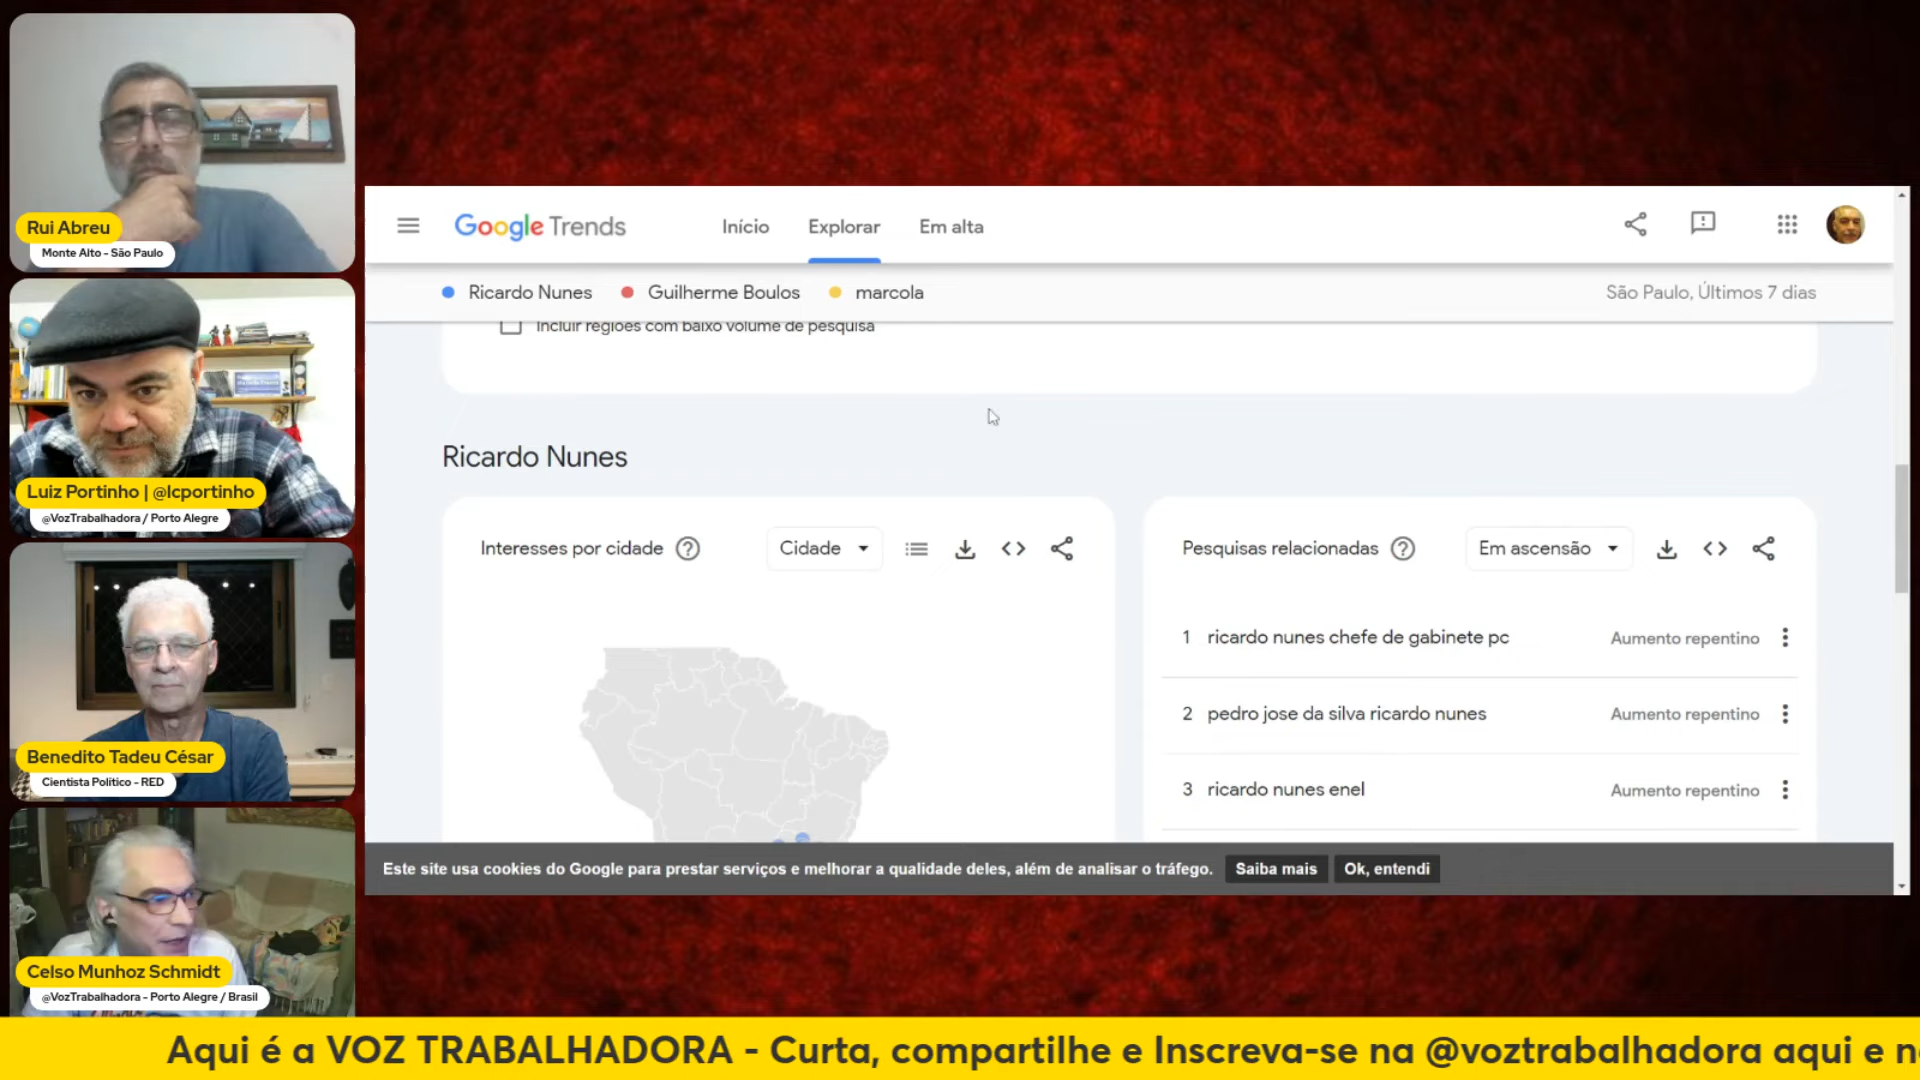 Rui Abreu
Monte Alto - São Paulo
Luiz Portinho | @lcportinho
@VozTrabalhadora / Porto Alegre
Benedito Tadeu César
Cientista Político - RED
Celso Munhoz Schmidt
@VozTrabalhadora - Porto Alegre / Brasil
Google Trends
Início Explorar Em alta
Ricardo Nunes Guilherme Boulos marcola São Paulo, Últimos 7 dias
Incluir regiões com baixo volume de pesquisa
Ricardo Nunes
Interesses por cidade Cidade
Pesquisas relacionadas Em ascensão
1 ricardo nunes chefe de gabinete pc Aumento repentino
2 pedro jose da silva ricardo nunes Aumento repentino
3 ricardo nunes enel Aumento repentino
Este site usa cookies do Google para prestar serviços e melhorar a qualidade deles, além de analisar o tráfego. Saiba mais Ok, entendi
Aqui é a VOZ TRABALHADORA - Curta, compartilhe e Inscreva-se na @voztrabalhadora aqui e n